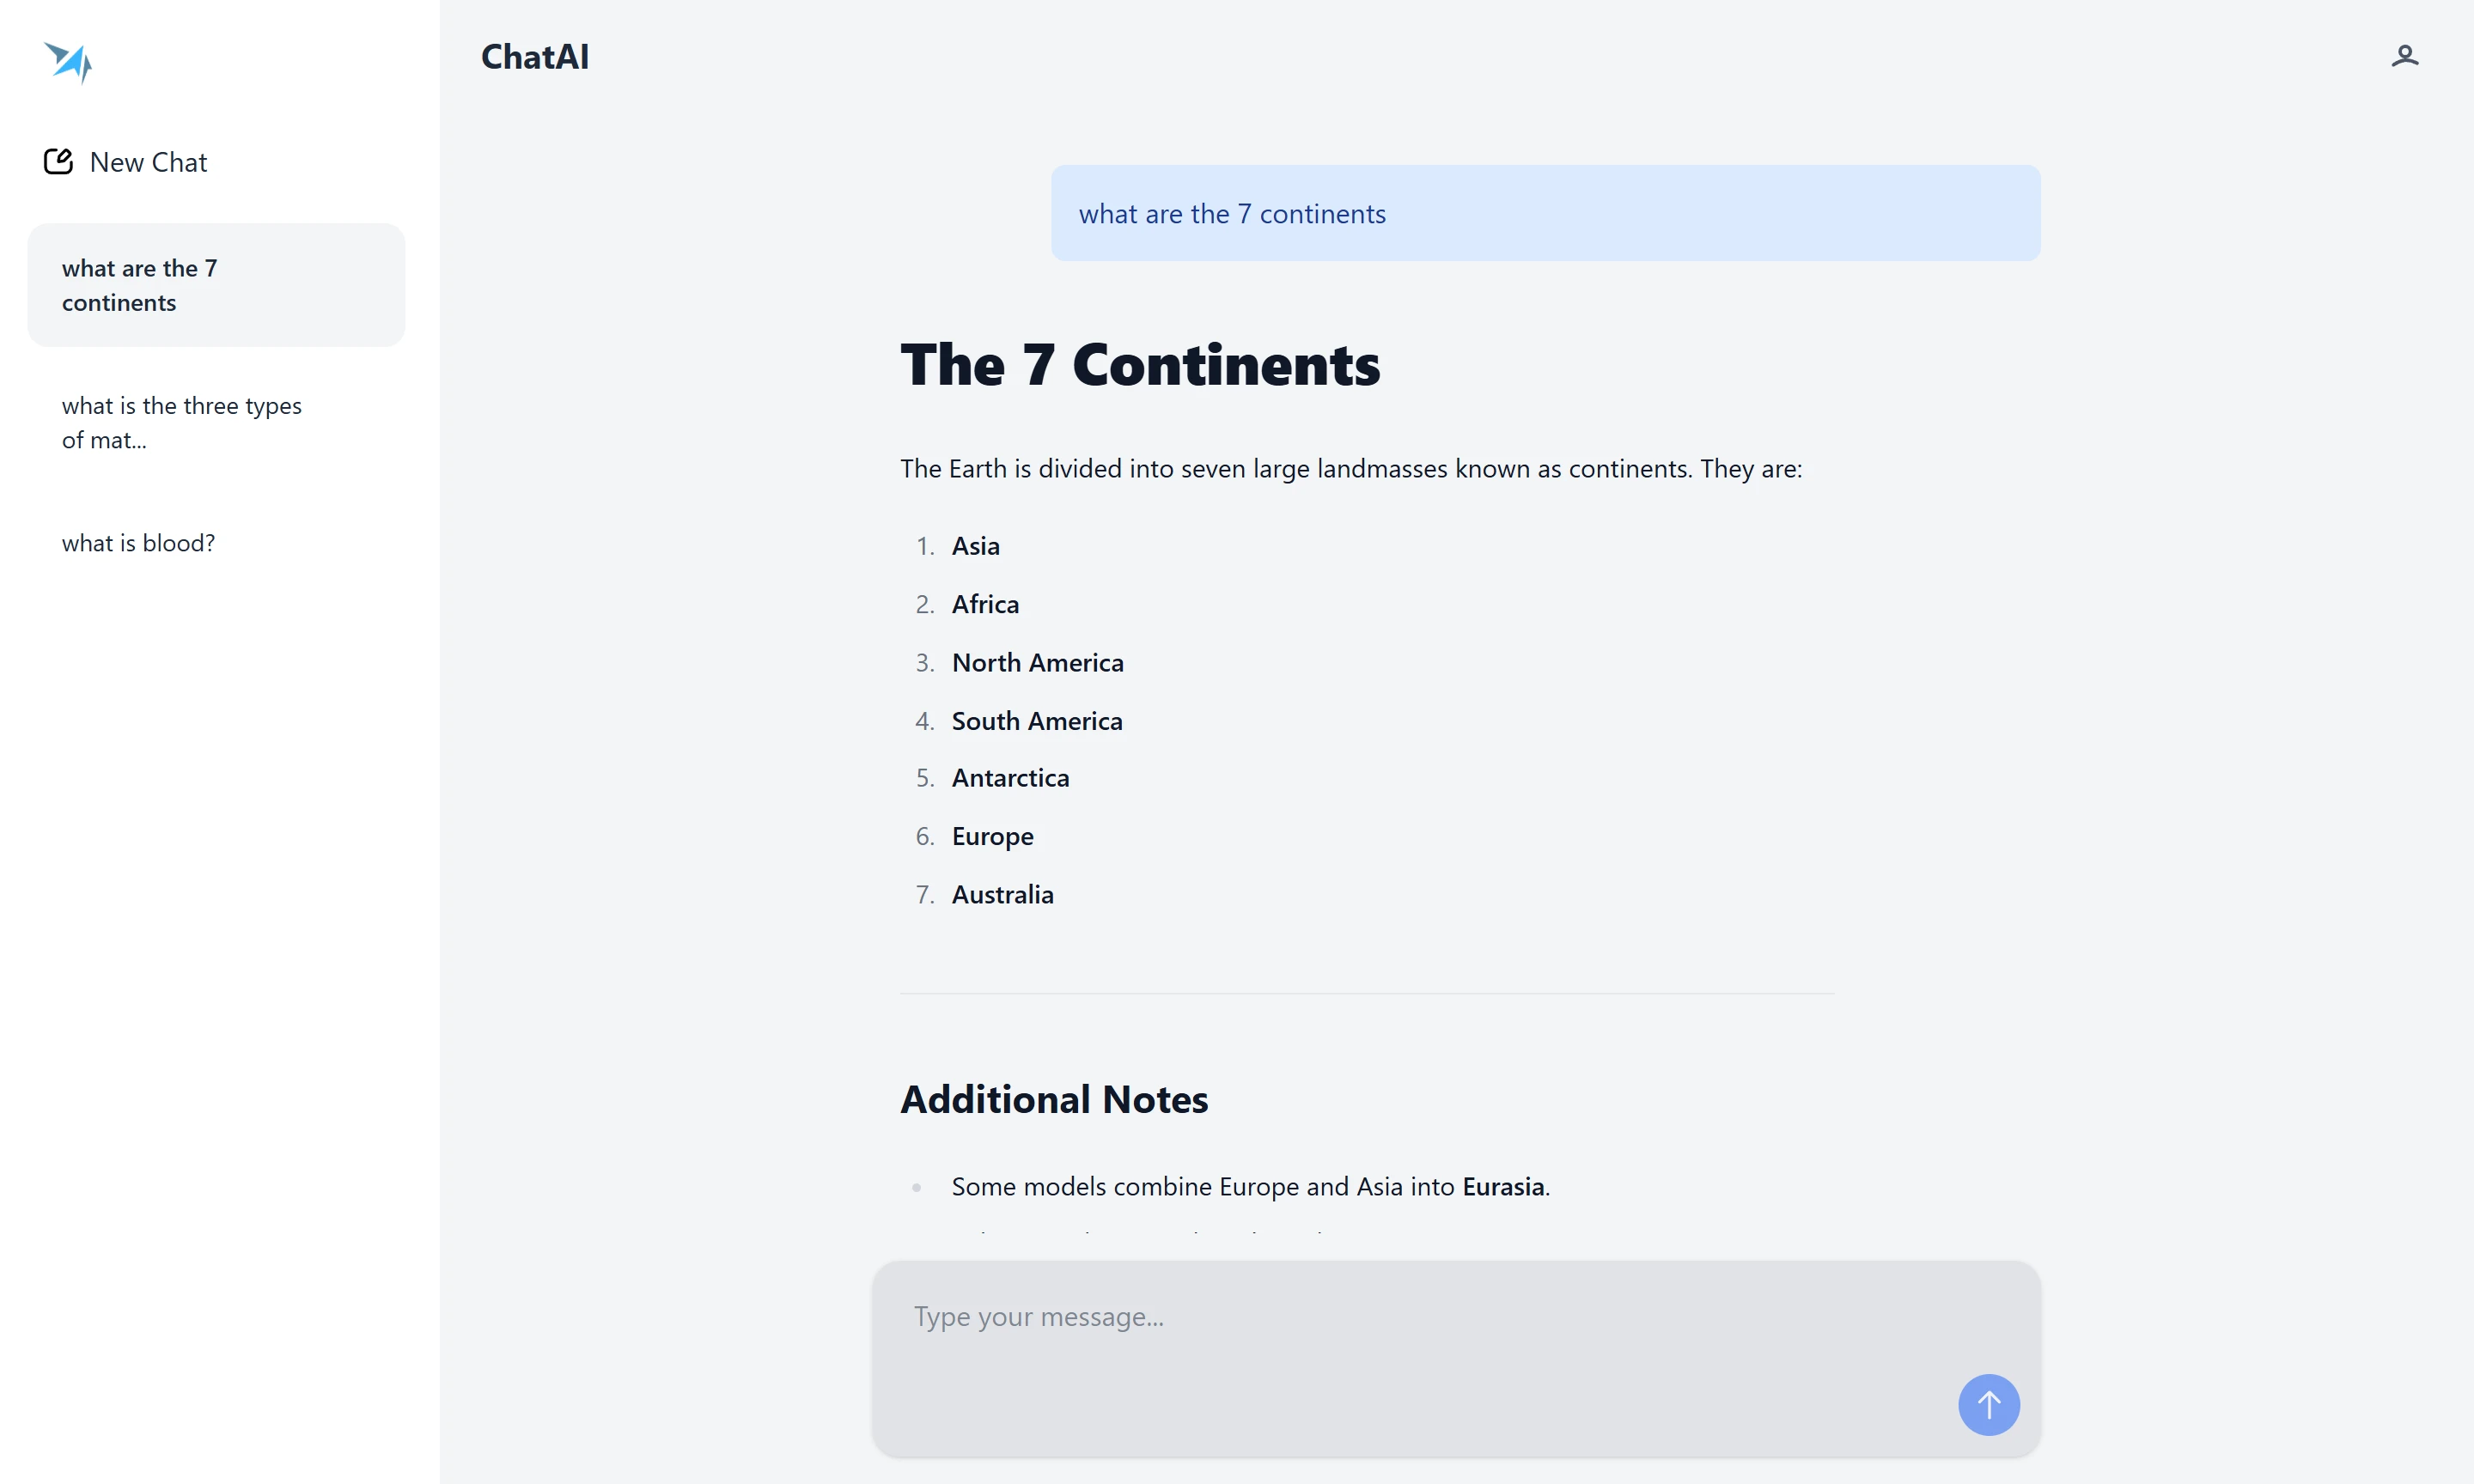 ChatAI
New Chat
what are the 7
continents
what is the three types
of mat...
what is blood?
what are the 7 continents
The 7 Continents
The Earth is divided into seven large landmasses known as continents. They are:
1. Asia
2. Africa
3. North America
4. South America
5. Antarctica
6. Europe
7. Australia
Additional Notes
Some models combine Europe and Asia into Eurasia.
Type your message...